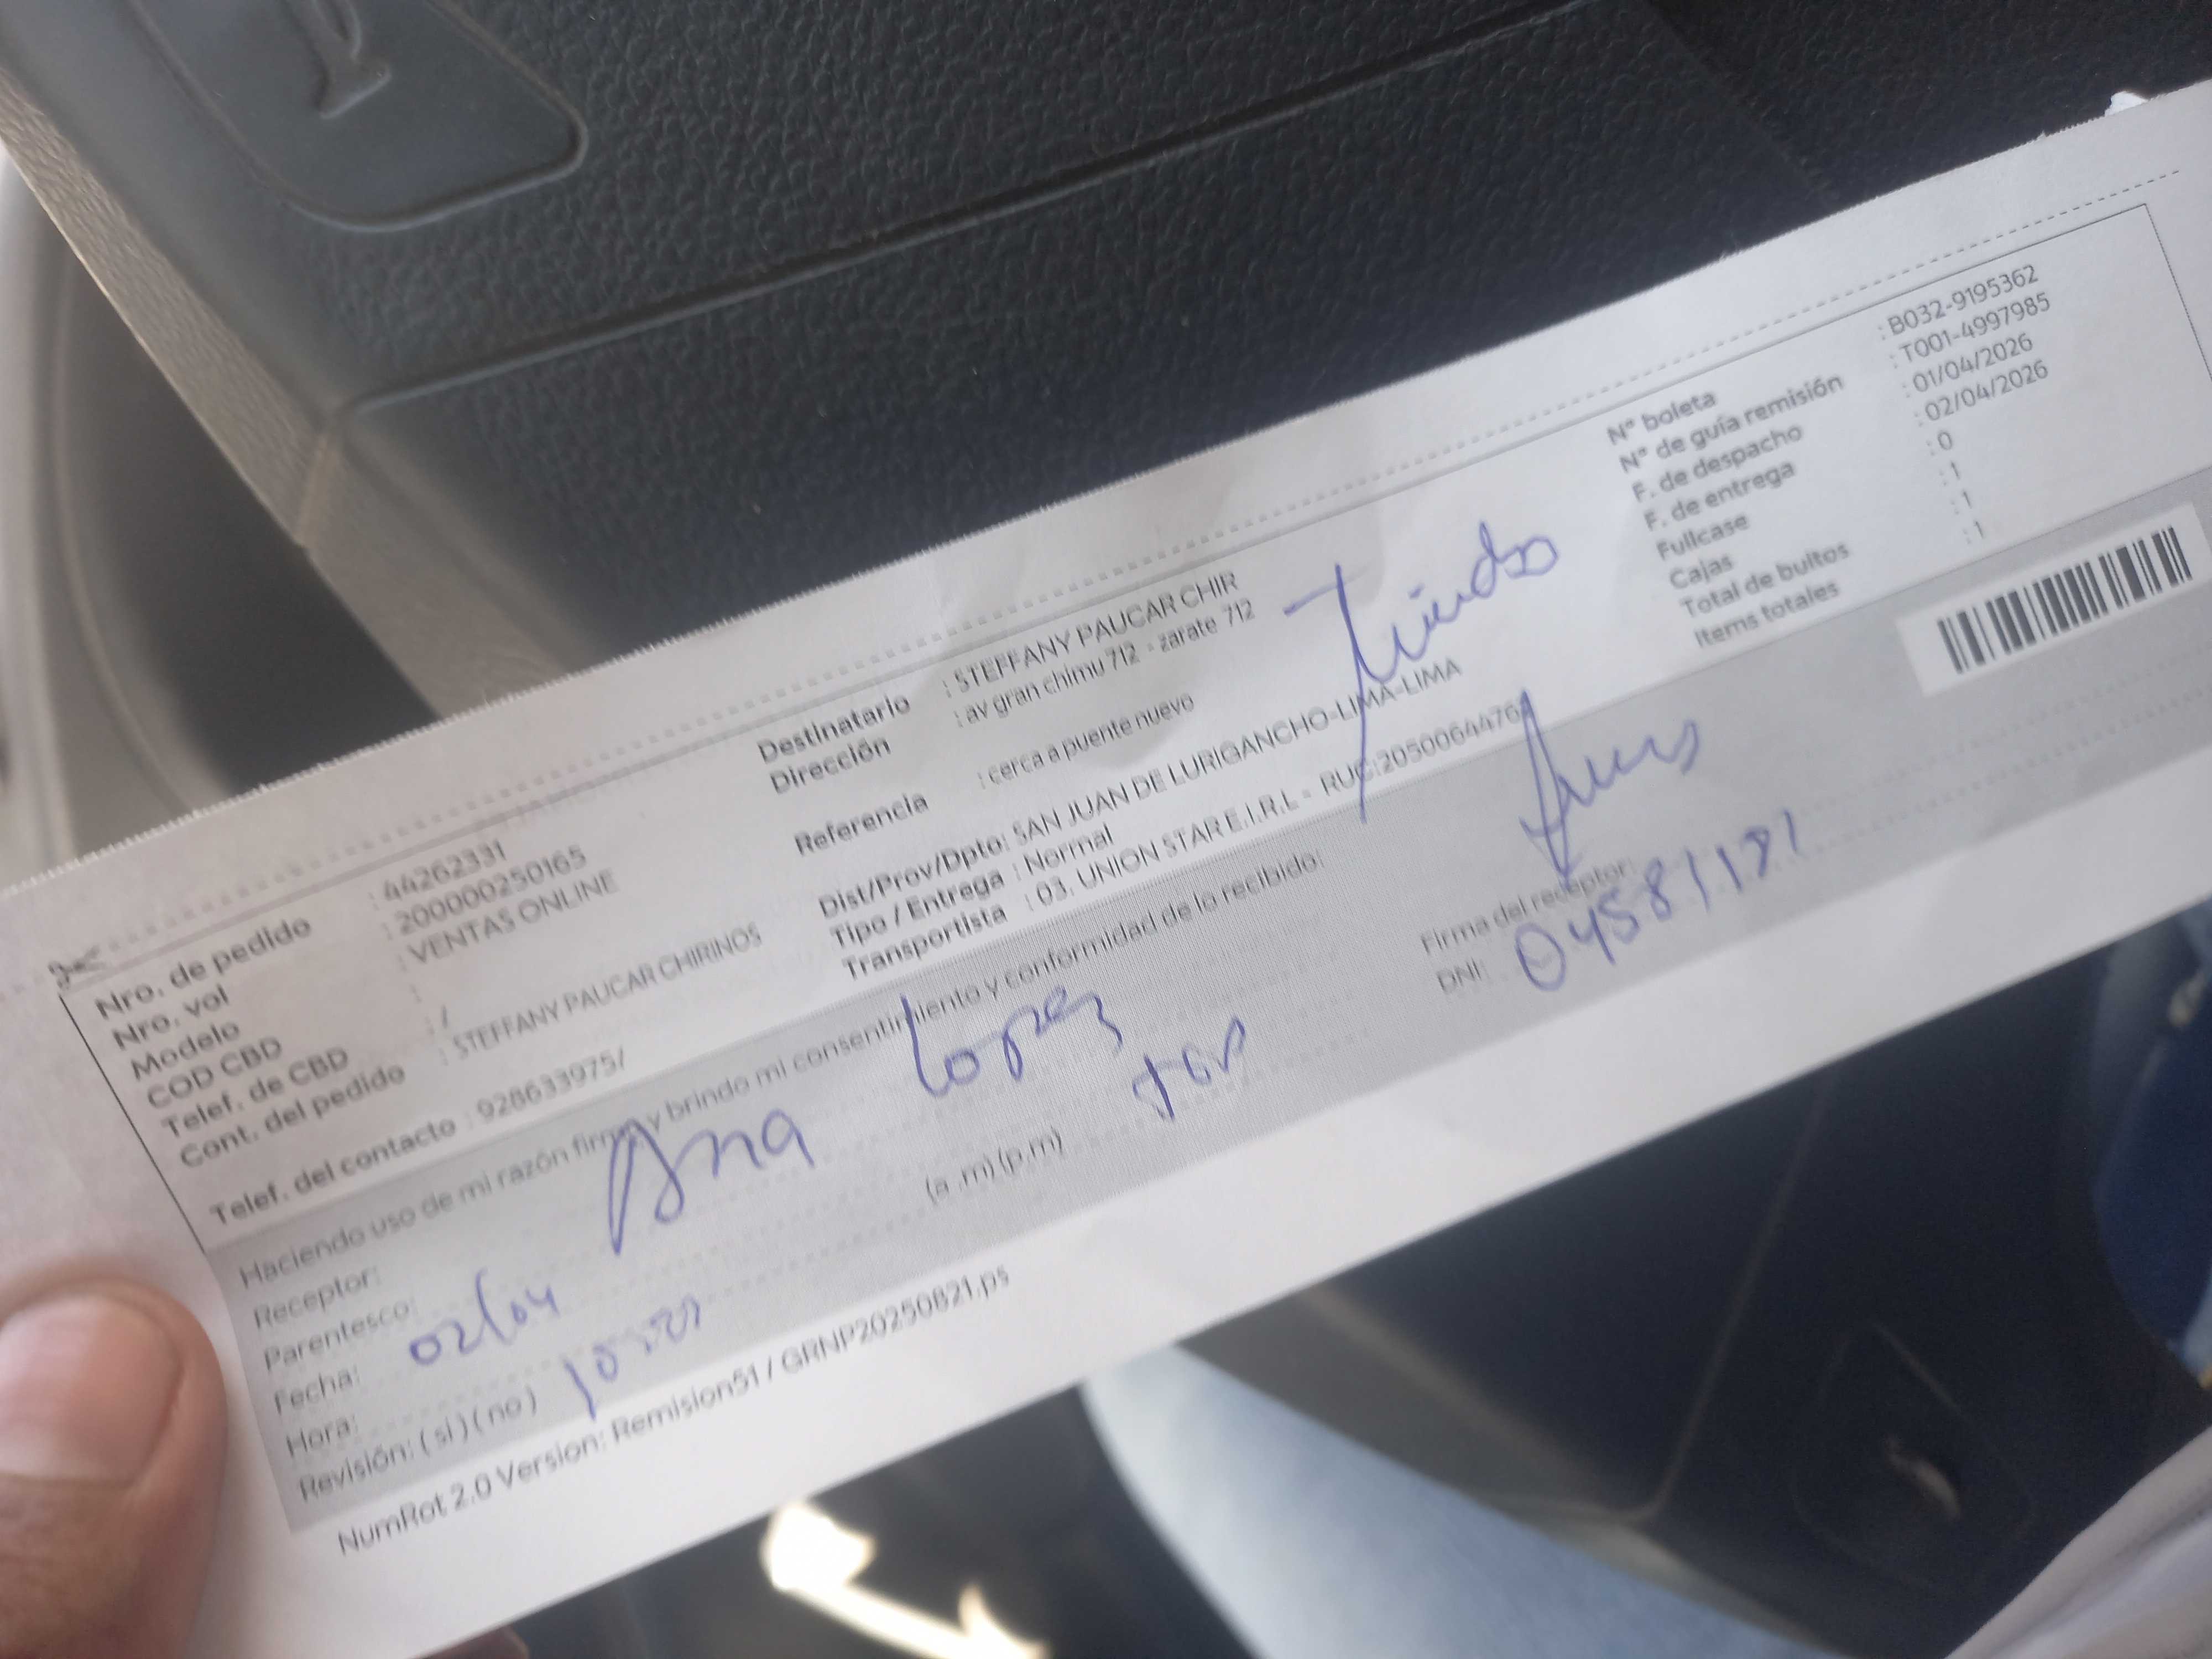 Nro. de pedido : 44262331
Nro. vol : 200000250165
Modelo : VENTAS ONLINE
COD CBD :
Telef. de CBD : /
Cont. del pedido : STEFFANY PAUCAR CHIRINOS
Telef. del contacto : 928633975/
Destinatario : STEFFANY PAUCAR CHIR
Dirección : av gran chimu 712 - zarate 712
Referencia : cerca a puente nuevo
Dist/Prov/Dpto: SAN JUAN DE LURIGANCHO-LIMA-LIMA
Tipo / Entrega : Normal
Transportista : 03. UNION STAR E.I.R.L - RUC:20500644764
N° boleta : B032-9195362
N° de guía remisión : T001-4997985
F. de despacho : 01/04/2026
F. de entrega : 02/04/2026
Fullcase : 0
Cajas : 1
Total de bultos : 1
Items totales : 1
Tienda
Haciendo uso de mi razón firmo y brindo mi consentimiento y conformidad de lo recibido:
Receptor: Ana Lopez
Parentesco:
Fecha: 02/04
Hora: (a .m) (p.m)
Revisión: ( si ) ( no )
Firma del receptor:
DNI:
NumRot 2.0 Version: Remision51 / GRNP20250821.ps